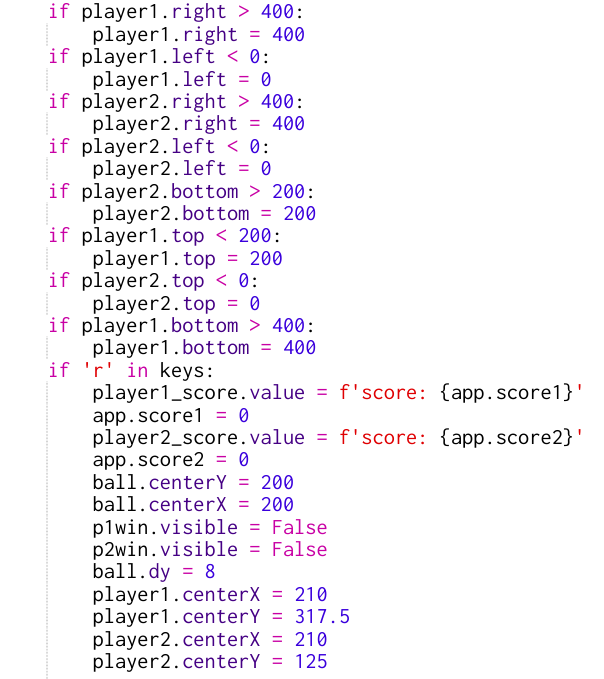 if player1.right > 400:
    player1.right = 400
if player1.left < 0:
    player1.left = 0
if player2.right > 400:
    player2.right = 400
if player2.left < 0:
    player2.left = 0
if player2.bottom > 200:
    player2.bottom = 200
if player1.top < 200:
    player1.top = 200
if player2.top < 0:
    player2.top = 0
if player1.bottom > 400:
    player1.bottom = 400
if 'r' in keys:
    player1_score.value = f'score: {app.score1}'
    app.score1 = 0
    player2_score.value = f'score: {app.score2}'
    app.score2 = 0
    ball.centerY = 200
    ball.centerX = 200
    p1win.visible = False
    p2win.visible = False
    ball.dy = 8
    player1.centerX = 210
    player1.centerY = 317.5
    player2.centerX = 210
    player2.centerY = 125